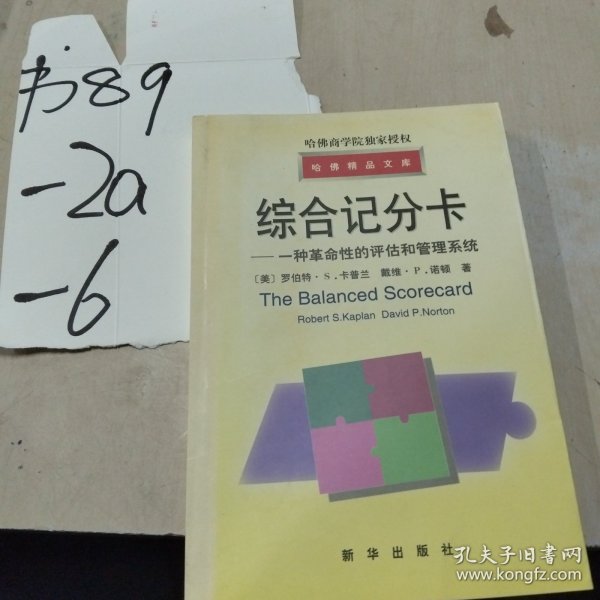 书89
-2a
-6
哈佛商学院独家授权
哈佛精品文库
综合记分卡
——一种革命性的评估和管理系统
〔美〕罗伯特·S.卡普兰 戴维·P.诺顿 著
The Balanced Scorecard
Robert S.Kaplan David P.Norton
新华出版社
孔夫子旧书网
www.kongfz.com